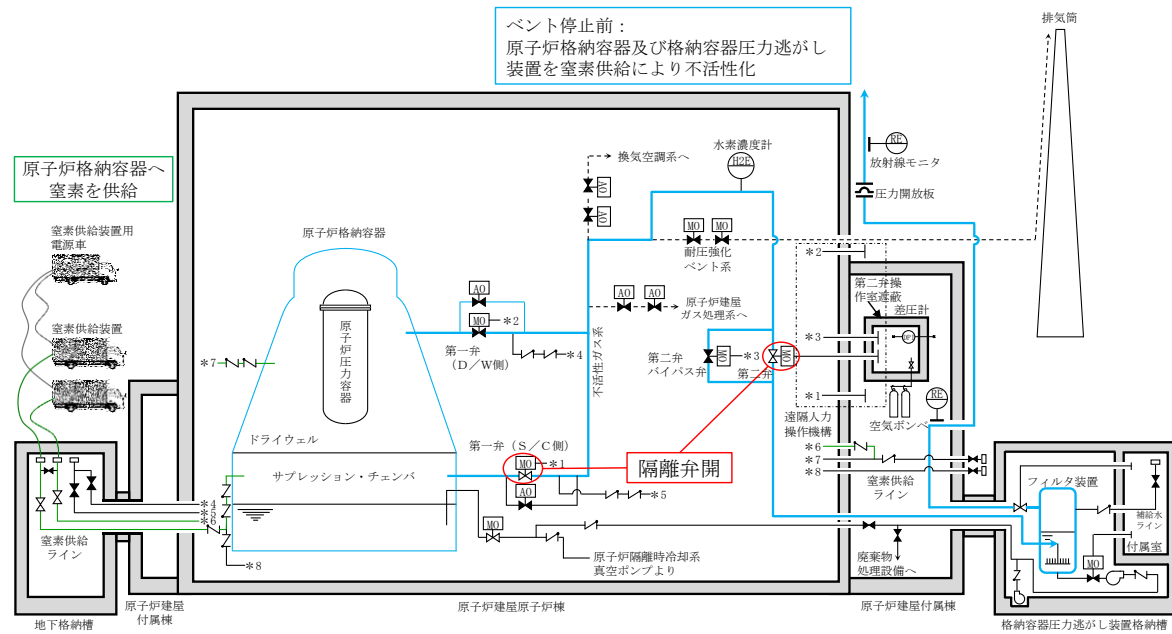 ベント停止前：
原子炉格納容器及び格納容器圧力逃がし
装置を窒素供給により不活性化
排気筒
原子炉格納容器へ
窒素を供給
換気空調系へ
水素濃度計
H2E
RE
放射線モニタ
圧力開放板
OV
OV
MO
MO
耐圧強化
ベント系
窒素供給装置用
電源車
原子炉格納容器
＊2
第二弁操
作室遮蔽
差圧計
DP
AO
MO
＊2
AO
AO
原子炉建屋
ガス処理系へ
窒素供給装置
原子炉圧力容器
第一弁
（D／W側）
＊4
不活性ガス系
＊7
第二弁
バイパス弁
MO
＊3
第二弁
MO
＊3
＊1
遠隔人力
操作機構
空気ボンベ
RE
ドライウェル
第一弁（S／C側）
MO
＊1
隔離弁開
＊6
＊7
＊8
窒素供給
ライン
サプレッション・チェンバ
AO
＊5
フィルタ装置
補給水
ライン
付属室
MO
＊4
＊5
＊6
窒素供給
ライン
＊8
MO
原子炉隔離時冷却系
真空ポンプより
廃棄物
処理設備へ
地下格納槽
原子炉建屋
付属棟
原子炉建屋原子炉棟
原子炉建屋付属棟
格納容器圧力逃がし装置格納槽